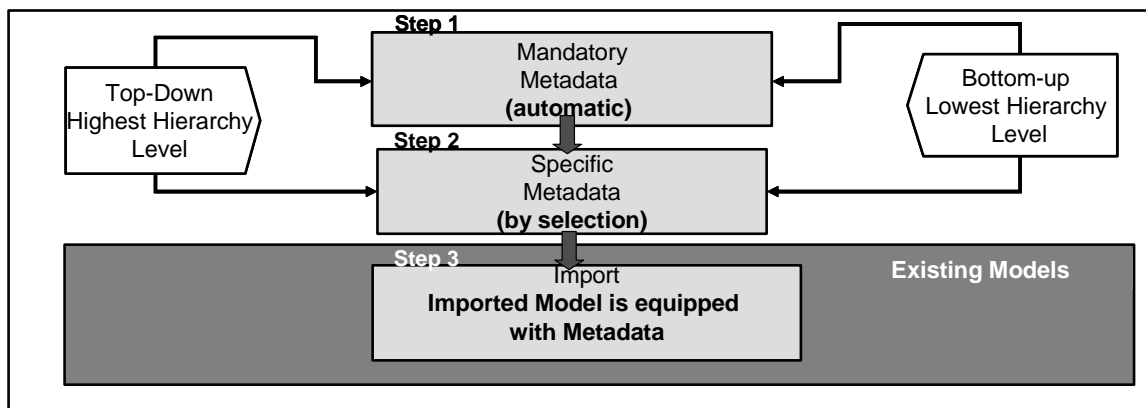 Step 1
Mandatory
Metadata
(automatic)
Top-Down
Highest Hierarchy
Level
Bottom-up
Lowest Hierarchy
Level
Step 2
Specific
Metadata
(by selection)
Step 3
Import
Imported Model is equipped
with Metadata
Existing Models